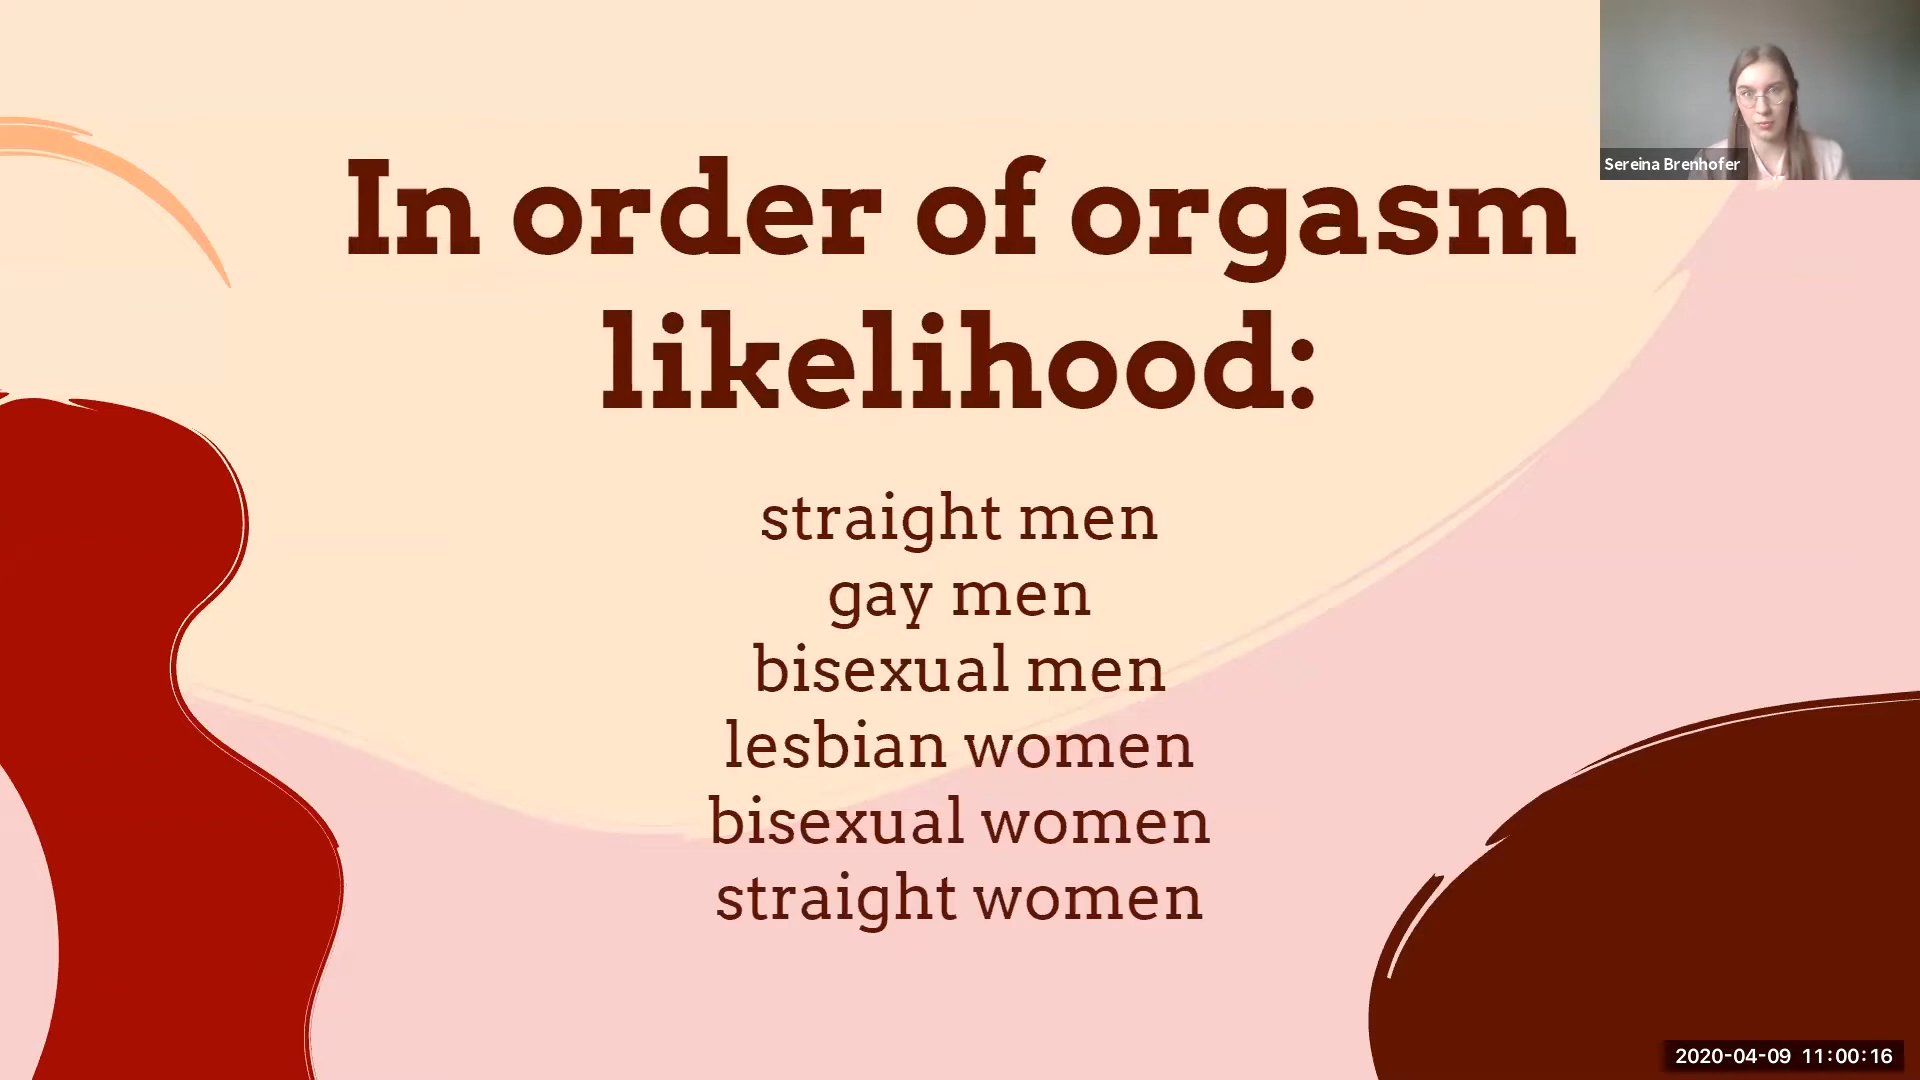 In order of orgasm
likelihood:
straight men
gay men
bisexual men
lesbian women
bisexual women
straight women
Sereina Brenhofer
2020-04-09 11:00:16